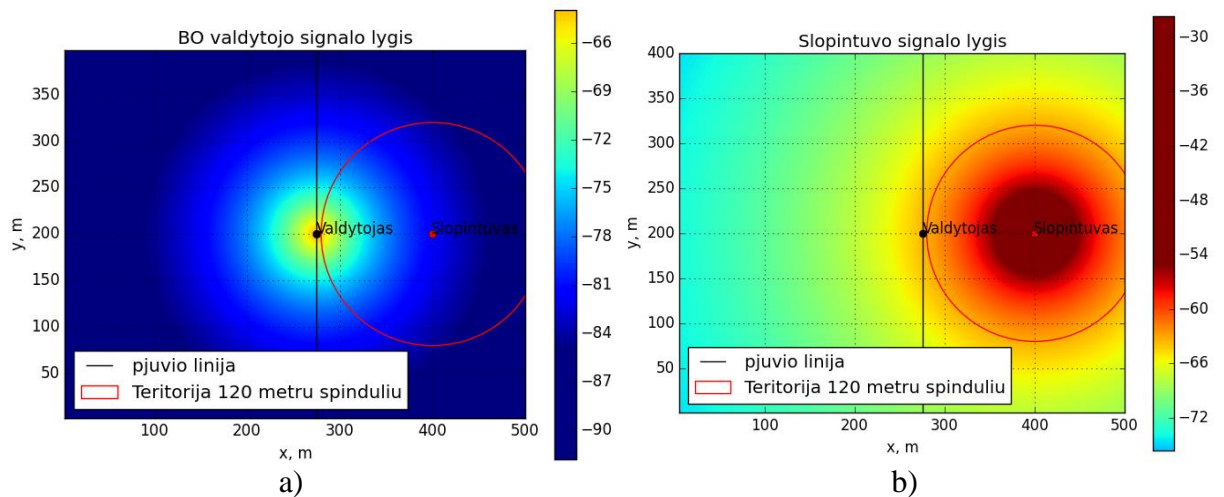 BO valdytojo signalo lygis
350
300
250
200
150
100
50
y, m
Valdytojas
Slopintuvas
pjuvio linija
Teritorija 120 metru spinduliu
100
200
300
400
500
x, m
−66
−69
−72
−75
−78
−81
−84
−87
−90
a)
Slopintuvo signalo lygis
400
350
300
250
200
150
100
50
y, m
Valdytojas
Slopintuvas
pjuvio linija
Teritorija 120 metru spinduliu
100
200
300
400
500
x, m
−30
−36
−42
−48
−54
−60
−66
−72
b)